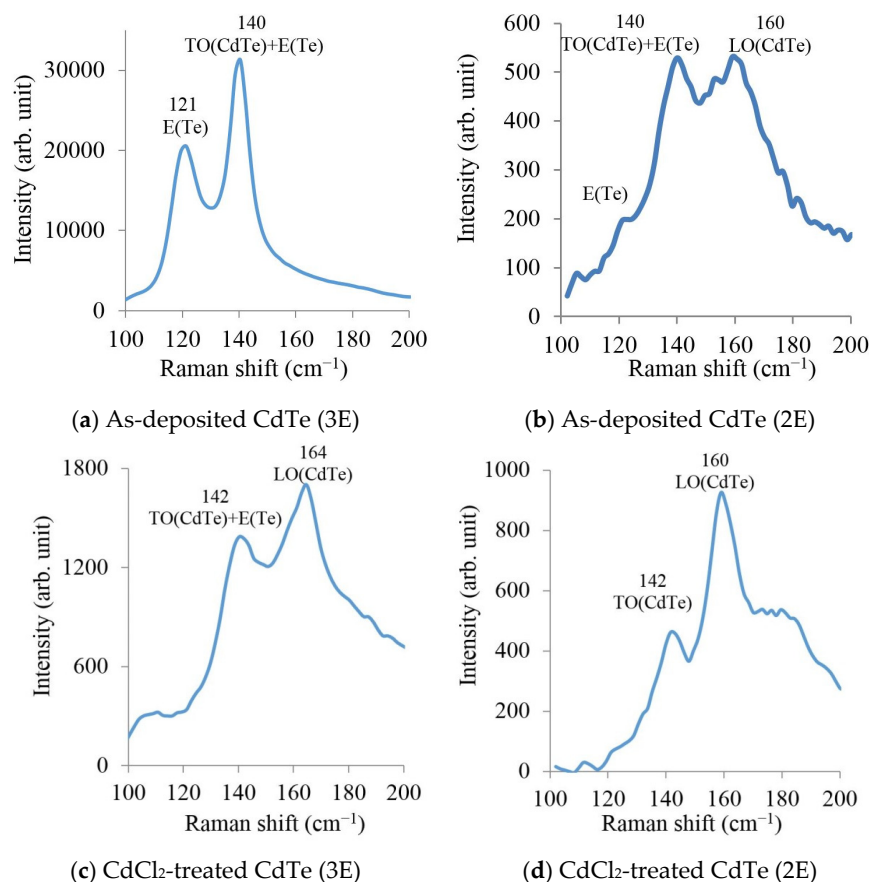 140
TO(CdTe)+E(Te)
121
E(Te)
30000
20000
10000
0
Intensity (arb. unit)
100 120 140 160 180 200
Raman shift (cm⁻¹)
(a) As-deposited CdTe (3E)
140
TO(CdTe)+E(Te)
160
LO(CdTe)
E(Te)
600
500
400
300
200
100
0
Intensity (arb. unit)
100 120 140 160 180 200
Raman shift (cm⁻¹)
(b) As-deposited CdTe (2E)
164
LO(CdTe)
142
TO(CdTe)+E(Te)
1800
1200
600
0
Intensity (arb. unit)
100 120 140 160 180 200
Raman shift (cm⁻¹)
(c) CdCl₂-treated CdTe (3E)
160
LO(CdTe)
142
TO(CdTe)
1000
800
600
400
200
0
Intensity (arb. unit)
100 120 140 160 180 200
Raman shift (cm⁻¹)
(d) CdCl₂-treated CdTe (2E)